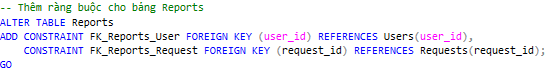 -- Thêm ràng buộc cho bảng Reports
ALTER TABLE Reports
ADD CONSTRAINT FK_Reports_User FOREIGN KEY (user_id) REFERENCES Users(user_id),
    CONSTRAINT FK_Reports_Request FOREIGN KEY (request_id) REFERENCES Requests(request_id);
GO